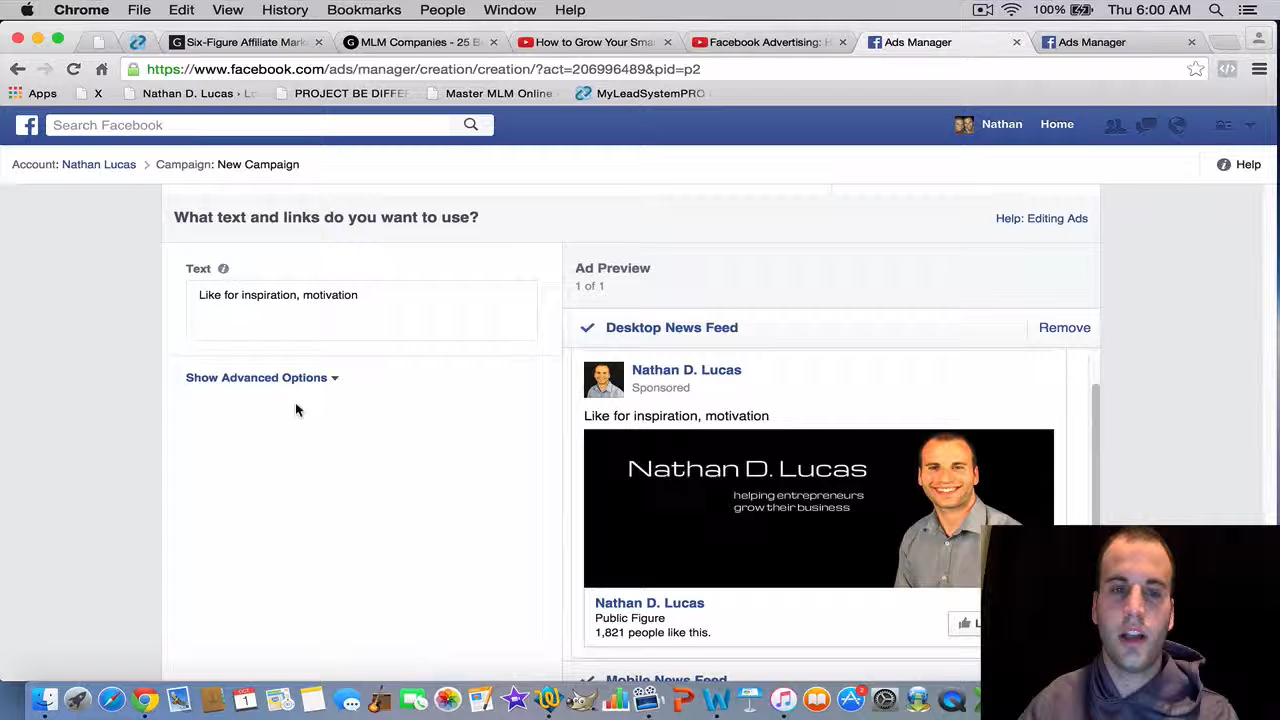 Chrome File Edit View History Bookmarks People Window Help 100% Thu 6:00 AM
Six-Figure Affiliate Mark MLM Companies - 25 B How to Grow Your Sma Facebook Advertising: H Ads Manager Ads Manager
https://www.facebook.com/ads/manager/creation/creation/?act=206996489&pid=p2
Apps X Nathan D. Lucas PROJECT BE DIFFE Master MLM Online MyLeadSystemPRO
Search Facebook Nathan Home
Account: Nathan Lucas > Campaign: New Campaign Help
What text and links do you want to use? Help: Editing Ads
Text
Like for inspiration, motivation
Show Advanced Options
Ad Preview
1 of 1
Desktop News Feed Remove
Nathan D. Lucas
Sponsored
Like for inspiration, motivation
Nathan D. Lucas
helping entrepreneurs
grow their business
Nathan D. Lucas
Public Figure
1,821 people like this.
Mobile News Feed